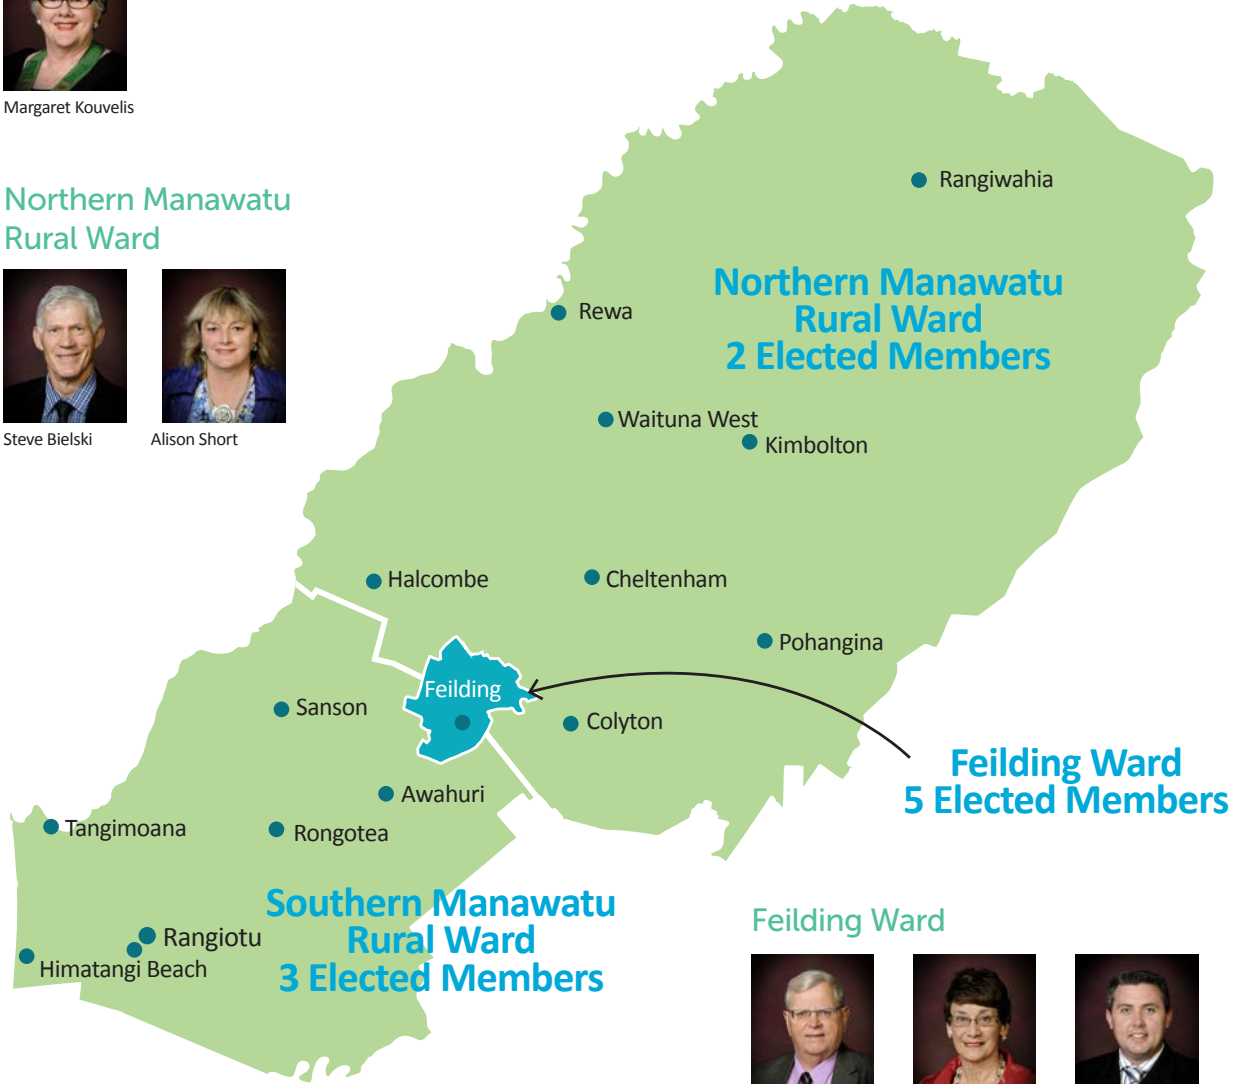 Margaret Kouvelis
Northern Manawatu
Rural Ward
Steve Bielski
Alison Short
Rangiwahia
Northern Manawatu
Rural Ward
2 Elected Members
Rewa
Waituna West
Kimbolton
Halcombe
Cheltenham
Pohangina
Feilding
Sanson
Colyton
Feilding Ward
5 Elected Members
Awahuri
Tangimoana
Rongotea
Southern Manawatu
Rural Ward
3 Elected Members
Rangiotu
Himatangi Beach
Feilding Ward